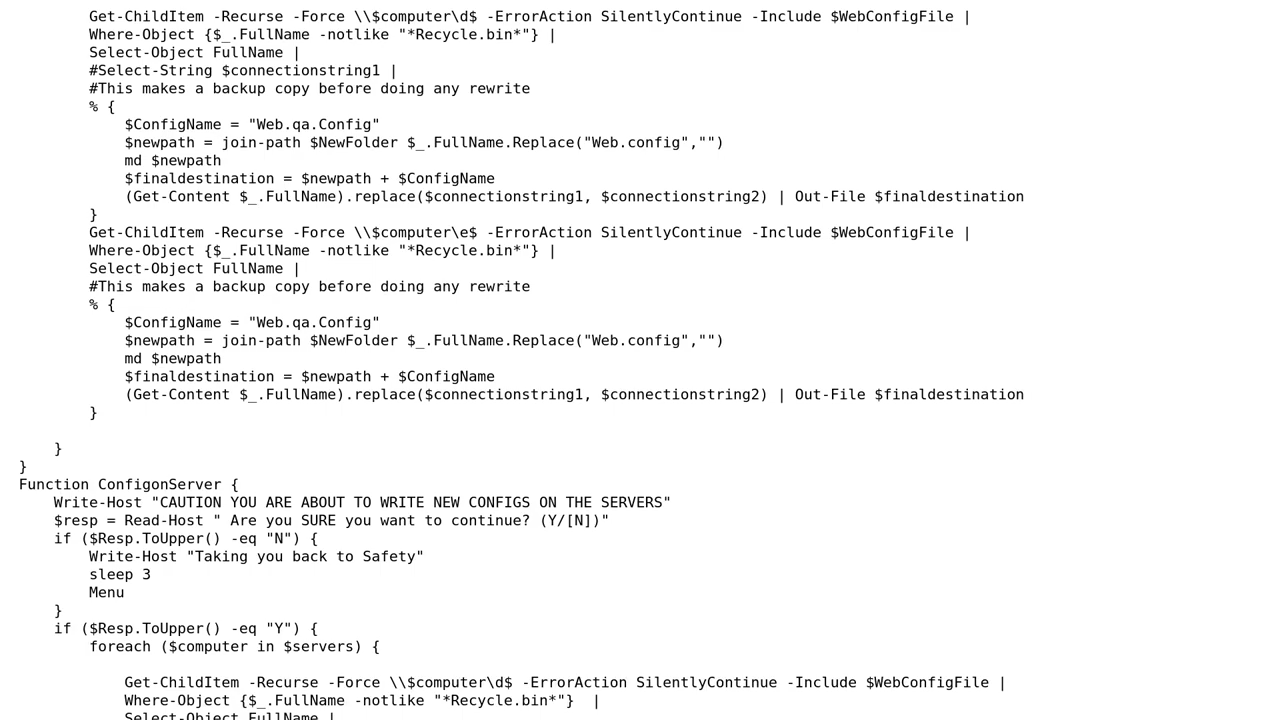 Get-ChildItem -Recurse -Force \\$computer\d$ -ErrorAction SilentlyContinue -Include $WebConfigFile |
Where-Object {$_.FullName -notlike "*Recycle.bin*"} |
Select-Object FullName |
#Select-String $connectionstring1 |
#This makes a backup copy before doing any rewrite
% {
$ConfigName = "Web.qa.Config"
$newpath = join-path $NewFolder $_.FullName.Replace("Web.config","")
md $newpath
$finaldestination = $newpath + $ConfigName
(Get-Content $_.FullName).replace($connectionstring1, $connectionstring2) | Out-File $finaldestination
}
Get-ChildItem -Recurse -Force \\$computer\e$ -ErrorAction SilentlyContinue -Include $WebConfigFile |
Where-Object {$_.FullName -notlike "*Recycle.bin*"} |
Select-Object FullName |
#This makes a backup copy before doing any rewrite
% {
$ConfigName = "Web.qa.Config"
$newpath = join-path $NewFolder $_.FullName.Replace("Web.config","")
md $newpath
$finaldestination = $newpath + $ConfigName
(Get-Content $_.FullName).replace($connectionstring1, $connectionstring2) | Out-File $finaldestination
}
}
}
Function ConfigonServer {
Write-Host "CAUTION YOU ARE ABOUT TO WRITE NEW CONFIGS ON THE SERVERS"
$resp = Read-Host " Are you SURE you want to continue? (Y/[N])"
if ($Resp.ToUpper() -eq "N") {
Write-Host "Taking you back to Safety"
sleep 3
Menu
}
if ($Resp.ToUpper() -eq "Y") {
foreach ($computer in $servers) {
Get-ChildItem -Recurse -Force \\$computer\d$ -ErrorAction SilentlyContinue -Include $WebConfigFile |
Where-Object {$_.FullName -notlike "*Recycle.bin*"}  |
Select-Object FullName |